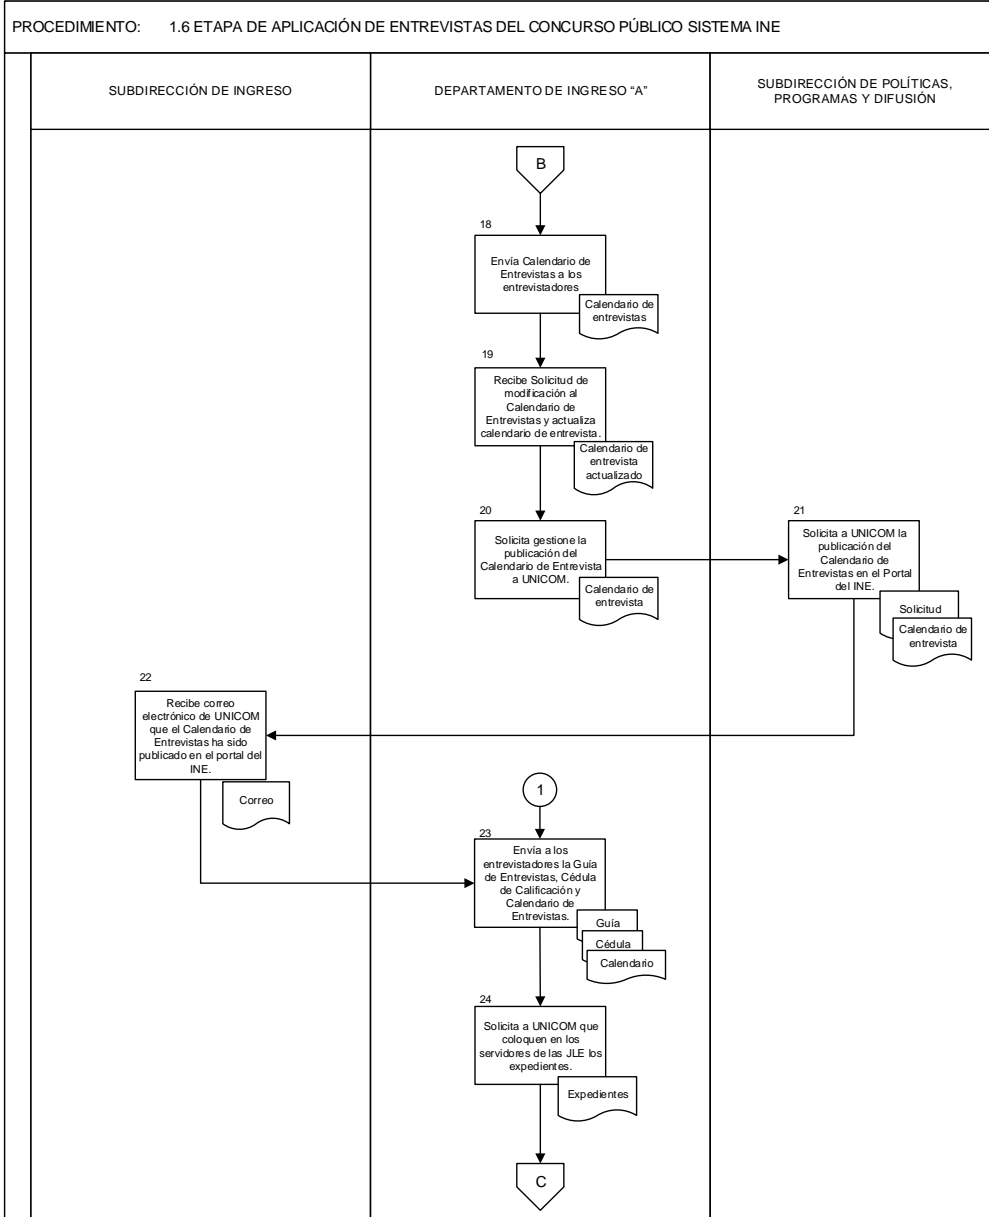 PROCEDIMIENTO: 1.6 ETAPA DE APLICACIÓN DE ENTREVISTAS DEL CONCURSO PÚBLICO SISTEMA INE
SUBDIRECCIÓN DE INGRESO
DEPARTAMENTO DE INGRESO “A”
SUBDIRECCIÓN DE POLÍTICAS,
PROGRAMAS Y DIFUSIÓN
B
18
Envía Calendario de
Entrevistas a los
entrevistadores
Calendario de
entrevistas
19
Recibe Solicitud de
modificación al
Calendario de
Entrevistas y actualiza
calendario de entrevista.
Calendario de
entrevista
actualizado
20
Solicita gestione la
publicación del
Calendario de Entrevista
a UNICOM.
Calendario de
entrevista
21
Solicita a UNICOM la
publicación del
Calendario de
Entrevistas en el Portal
del INE.
Solicitud
Calendario de
entrevista
22
Recibe correo
electrónico de UNICOM
que el Calendario de
Entrevistas ha sido
publicado en el portal del
INE.
Correo
1
23
Envía a los
entrevistadores la Guía
de Entrevistas, Cédula
de Calificación y
Calendario de
Entrevistas.
Guía
Cédula
Calendario
24
Solicita a UNICOM que
coloquen en los
servidores de las JLE los
expedientes.
Expedientes
C